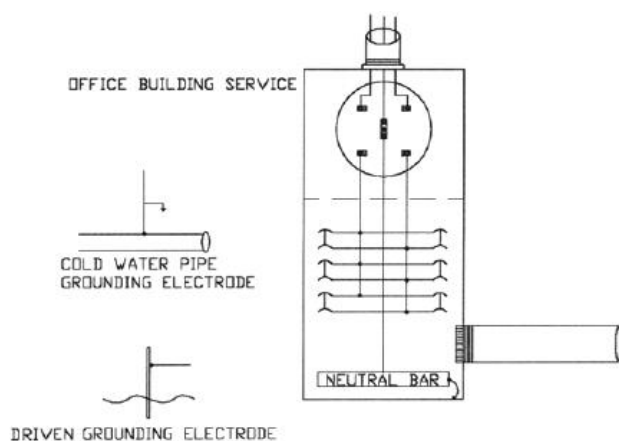 OFFICE BUILDING SERVICE
COLD WATER PIPE
GROUNDING ELECTRODE
NEUTRAL BAR
DRIVEN GROUNDING ELECTRODE